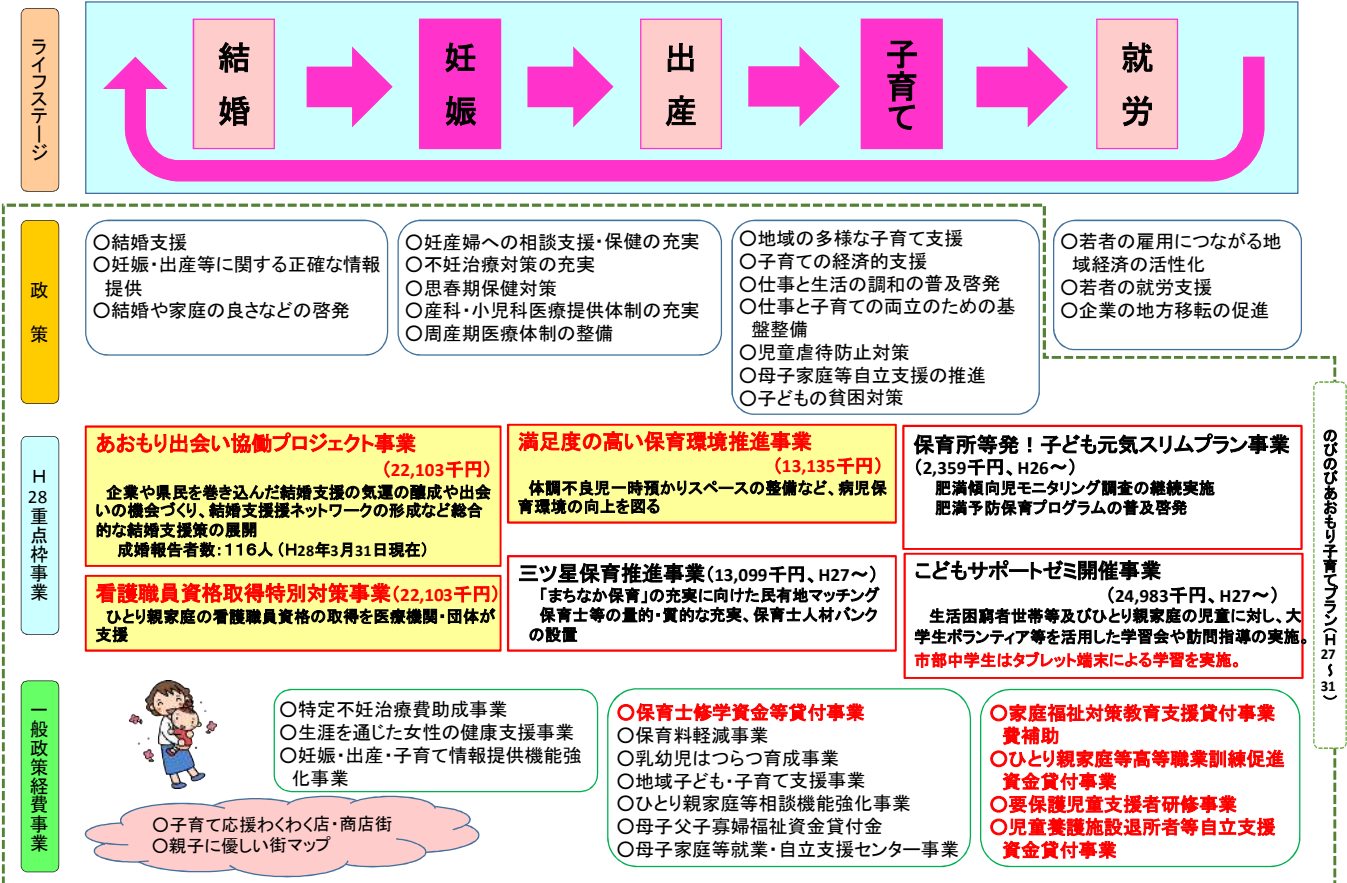 ライフステージ
結婚
妊娠
出産
子育て
就労
政策
〇結婚支援
〇妊娠・出産等に関する正確な情報
提供
〇結婚や家庭の良さなどの啓発
〇妊産婦への相談支援・保健の充実
〇不妊治療対策の充実
〇思春期保健対策
〇産科・小児科医療提供体制の充実
〇周産期医療体制の整備
〇地域の多様な子育て支援
〇子育ての経済的支援
〇仕事と生活の調和の普及啓発
〇仕事と子育ての両立のための基
盤整備
〇児童虐待防止対策
〇母子家庭等自立支援の推進
〇子どもの貧困対策
〇若者の雇用につながる地
域経済の活性化
〇若者の就労支援
〇企業の地方移転の促進
H28重点枠事業
あおもり出会い協働プロジェクト事業
(22,103千円)
企業や県民を巻き込んだ結婚支援の気運の醸成や出会
いの機会づくり、結婚支援援ネットワークの形成など総合
的な結婚支援策の展開
成婚報告者数:116人(H28年3月31日現在)
看護職員資格取得特別対策事業(22,103千円)
ひとり親家庭の看護職員資格の取得を医療機関・団体が
支援
満足度の高い保育環境推進事業
(13,135千円)
体調不良児一時預かりスペースの整備など、病児保
育環境の向上を図る
三ツ星保育推進事業(13,099千円、H27～)
「まちなか保育」の充実に向けた民有地マッチング
保育士等の量的・質的な充実、保育士人材バンク
の設置
保育所等発!子ども元気スリムプラン事業
(2,359千円、H26～)
肥満傾向児モニタリング調査の継続実施
肥満予防保育プログラムの普及啓発
こどもサポートゼミ開催事業
(24,983千円、H27～)
生活困窮者世帯等及びひとり親家庭の児童に対し、大
学生ボランティア等を活用した学習会や訪問指導の実施。
市部中学生はタブレット端末による学習を実施。
のびのびあおもり子育てプラン(H27～31)
一般政策経費事業
〇特定不妊治療費助成事業
〇生涯を通じた女性の健康支援事業
〇妊娠・出産・子育て情報提供機能強
化事業
〇子育て応援わくわく店・商店街
〇親子に優しい街マップ
〇保育士修学資金等貸付事業
〇保育料軽減事業
〇乳幼児はつらつ育成事業
〇地域子ども・子育て支援事業
〇ひとり親家庭等相談機能強化事業
〇母子父子寡婦福祉資金貸付金
〇母子家庭等就業・自立支援センター事業
〇家庭福祉対策教育支援貸付事業
費補助
〇ひとり親家庭等高等職業訓練促進
資金貸付事業
〇要保護児童支援者研修事業
〇児童養護施設退所者等自立支援
資金貸付事業